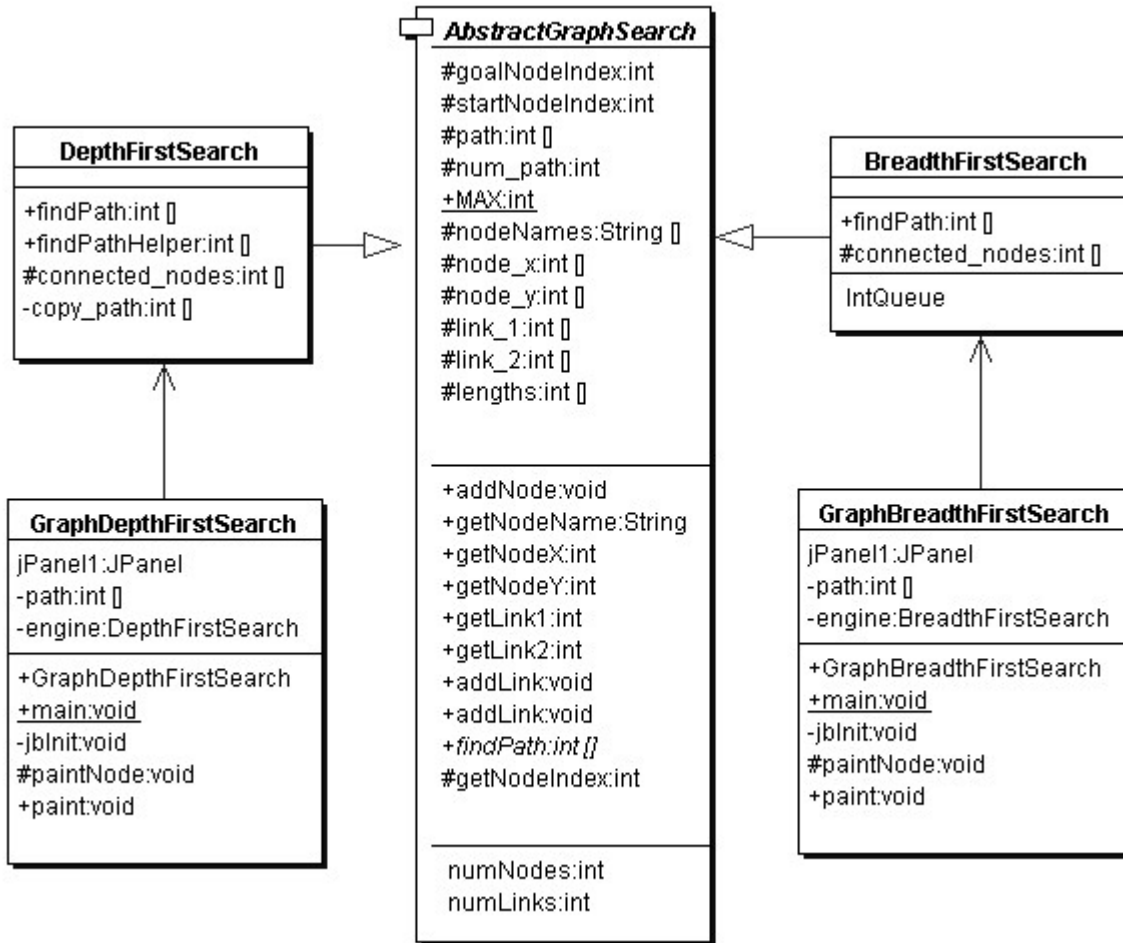 AbstractGraphSearch
#goalNodeIndex:int
#startNodeIndex:int
#path:int []
#num_path:int
+MAX:int
#nodeNames:String []
#node_x:int []
#node_y:int []
#link_1:int []
#link_2:int []
#lengths:int []
+addNode:void
+getNodeName:String
+getNodeX:int
+getNodeY:int
+getLink1:int
+getLink2:int
+addLink:void
+addLink:void
+findPath:int []
#getNodeIndex:int
numNodes:int
numLinks:int
DepthFirstSearch
+findPath:int []
+findPathHelper:int []
#connected_nodes:int []
-copy_path:int []
BreadthFirstSearch
+findPath:int []
#connected_nodes:int []
IntQueue
GraphDepthFirstSearch
jPanel1:JPanel
-path:int []
-engine:DepthFirstSearch
+GraphDepthFirstSearch
+main:void
-jbInit:void
#paintNode:void
+paint:void
GraphBreadthFirstSearch
jPanel1:JPanel
-path:int []
-engine:BreadthFirstSearch
+GraphBreadthFirstSearch
+main:void
-jbInit:void
#paintNode:void
+paint:void